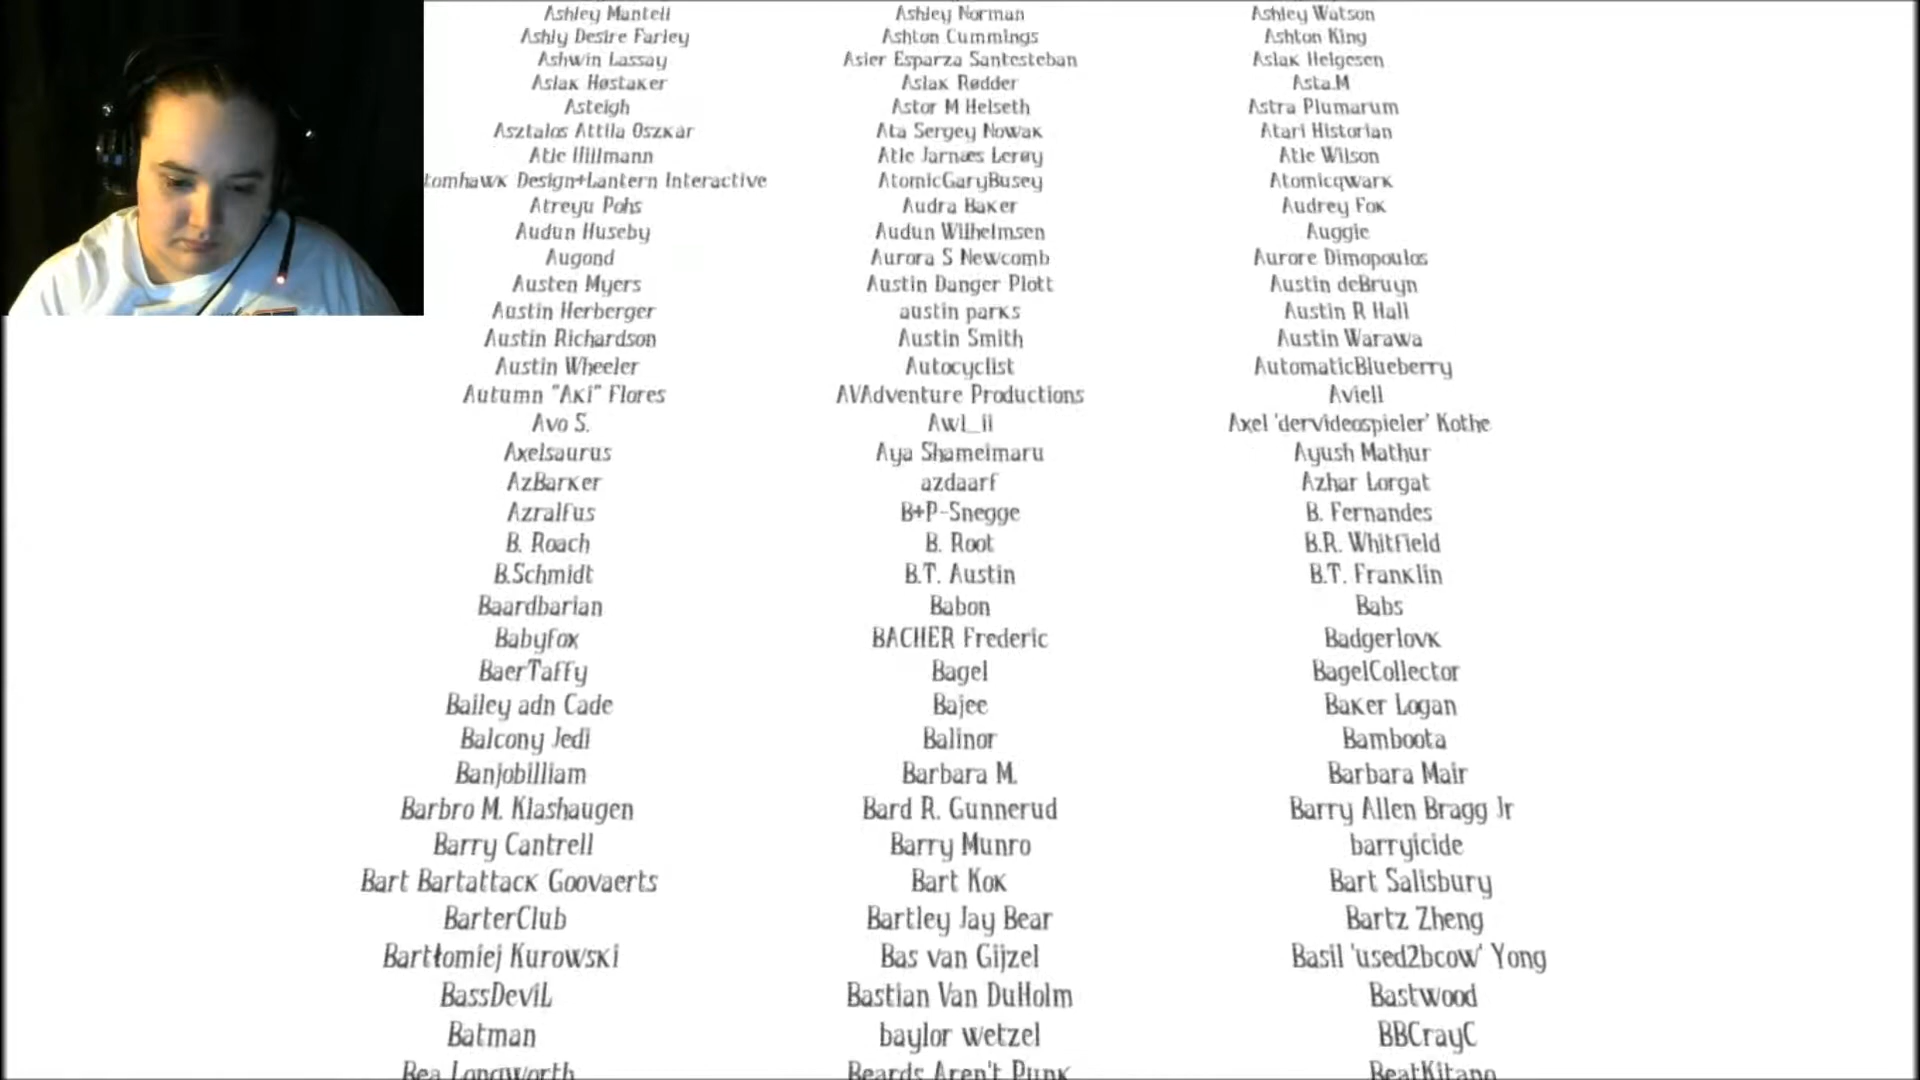 Ashley Mantell Ashley Norman Ashley Watson
Ashly Desire Farley Ashton Cummings Ashton King
Ashwin Lassay Asier Esparza Santesteban Aslak Helgesen
Aslak Høstaker Aslak Rødder Asta.M
Asteigh Astor M Helseth Astra Plumarum
Asztalos Attila Oszkar Ata Sergey Nowak Atari Historian
Atle Hillmann Atle Jarnæs Lerøy Atle Wilson
tomhawk Design+Lantern Interactive AtomicGaryBusey Atomicqwark
Atreyu Pohs Audra Baker Audrey Fox
Audun Huseby Audun Wilhelmsen Auggie
Augond Aurora S Newcomb Aurore Dimopoulos
Austen Myers Austin Danger Plott Austin deBruyn
Austin Herberger austin parks Austin R Hall
Austin Richardson Austin Smith Austin Warawa
Austin Wheeler Autocyclist AutomaticBlueberry
Autumn "Aki" Flores AVAdventure Productions Aviell
Avo S. Awl_ii Axel 'dervideospieler' Kothe
Axelsaurus Aya Shameimaru Ayush Mathur
AzBarker azdaarf Azhar Lorgat
Azralfus B+P-Snegge B. Fernandes
B. Roach B. Root B.R. Whitfield
B.Schmidt B.T. Austin B.T. Franklin
Baardbarian Babon Babs
Babyfox BACHER Frederic Badgerlovk
BaerTaffy Bagel BagelCollector
Bailey adn Cade Bajee Baker Logan
Balcony Jedi Balinor Bamboota
Banjobilliam Barbara M. Barbara Mair
Barbro M. Klashaugen Bard R. Gunnerud Barry Allen Bragg Jr
Barry Cantrell Barry Munro barryicide
Bart Bartattack Goovaerts Bart Kok Bart Salisbury
BarterClub Bartley Jay Bear Bartz Zheng
Bartłomiej Kurowski Bas van Gijzel Basil 'used2bcow' Yong
BassDeviL Bastian Van DuHolm Bastwood
Batman baylor wetzel BBCrayC
Bea Longworth Beards Aren't Punk BeatKitano